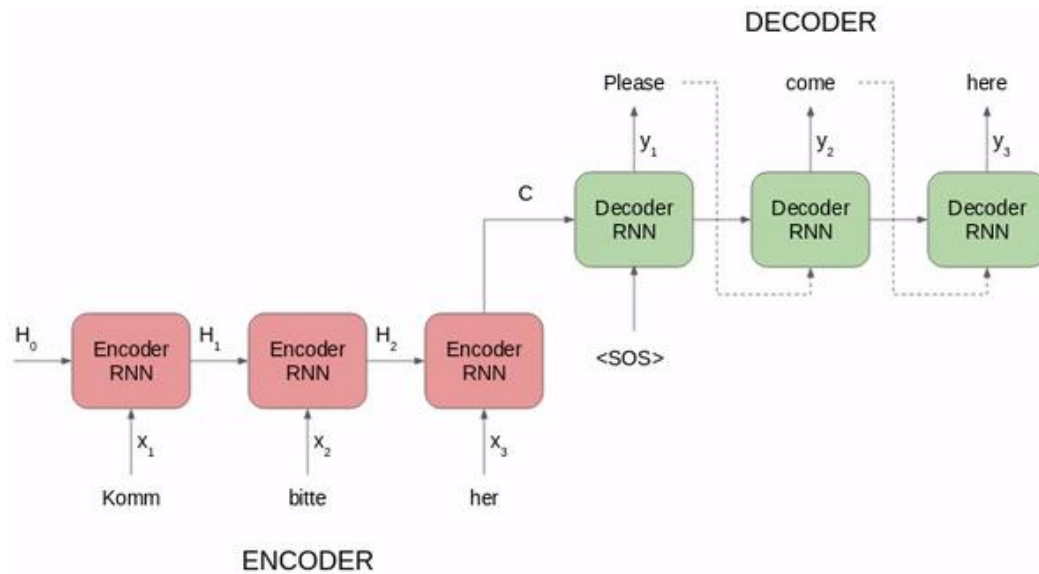 DECODER
Please come here
y1 y2 y3
C
Decoder RNN
Decoder RNN
Decoder RNN
<SOS>
H0 H1 H2
Encoder RNN
Encoder RNN
Encoder RNN
x1 x2 x3
Komm bitte her
ENCODER